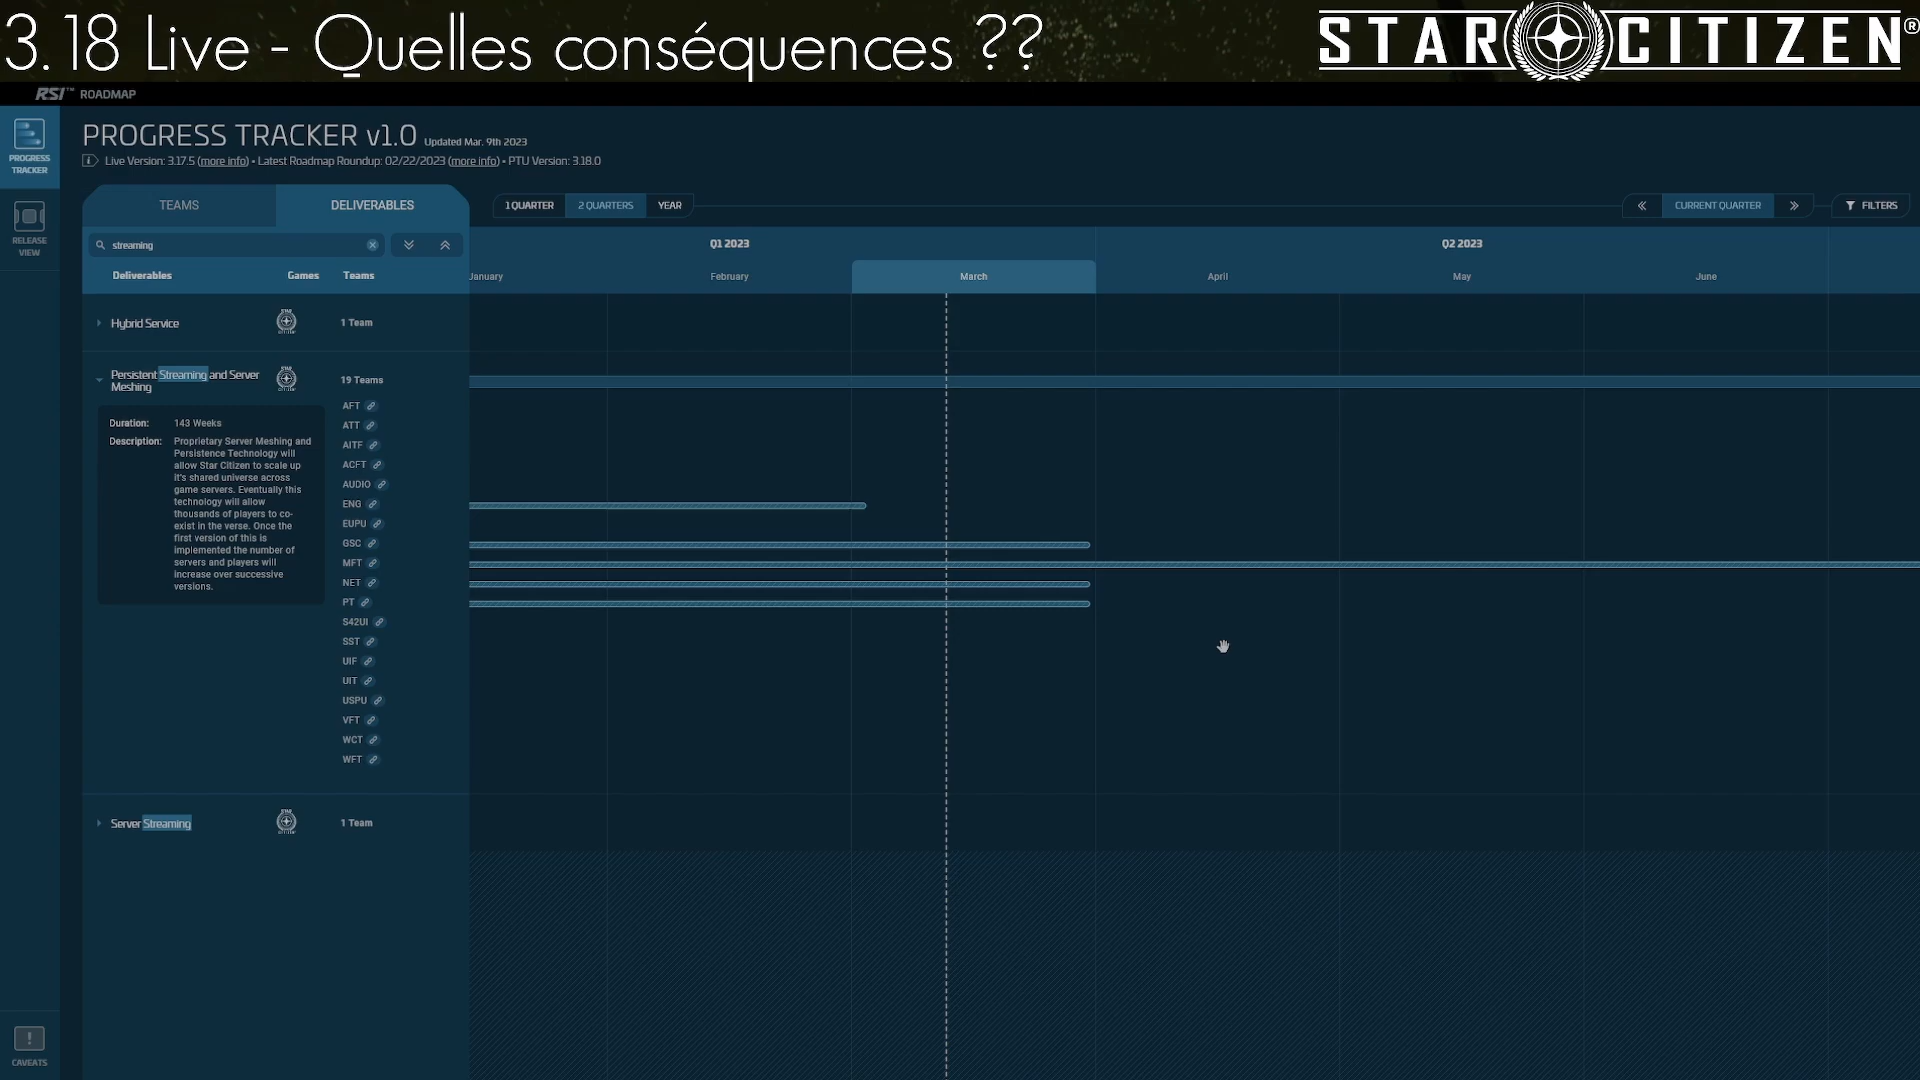 3.18 Live - Quelles conséquences ??
STAR CITIZEN®
RSI™ ROADMAP
PROGRESS TRACKER
RELEASE VIEW
CAVEATS
PROGRESS TRACKER v1.0 Updated Mar. 9th 2023
Live Version: 3.17.5 (more info) • Latest Roadmap Roundup: 02/22/2023 (more info) • PTU Version: 3.18.0
TEAMS DELIVERABLES
1 QUARTER 2 QUARTERS YEAR
CURRENT QUARTER
FILTERS
streaming
Deliverables Games Teams
Q1 2023 Q2 2023
January February March April May June
Hybrid Service 1 Team
Persistent Streaming and Server
Meshing
19 Teams
Duration: 143 Weeks
Description: Proprietary Server Meshing and
Persistence Technology will
allow Star Citizen to scale up
it's shared universe across
game servers. Eventually this
technology will allow
thousands of players to co-
exist in the verse. Once the
first version of this is
implemented the number of
servers and players will
increase over successive
versions.
AFT
ATT
AITF
ACFT
AUDIO
ENG
EUPU
GSC
MFT
NET
PT
S42UI
SST
UIF
UIT
USPU
VFT
WCT
WFT
Server Streaming 1 Team